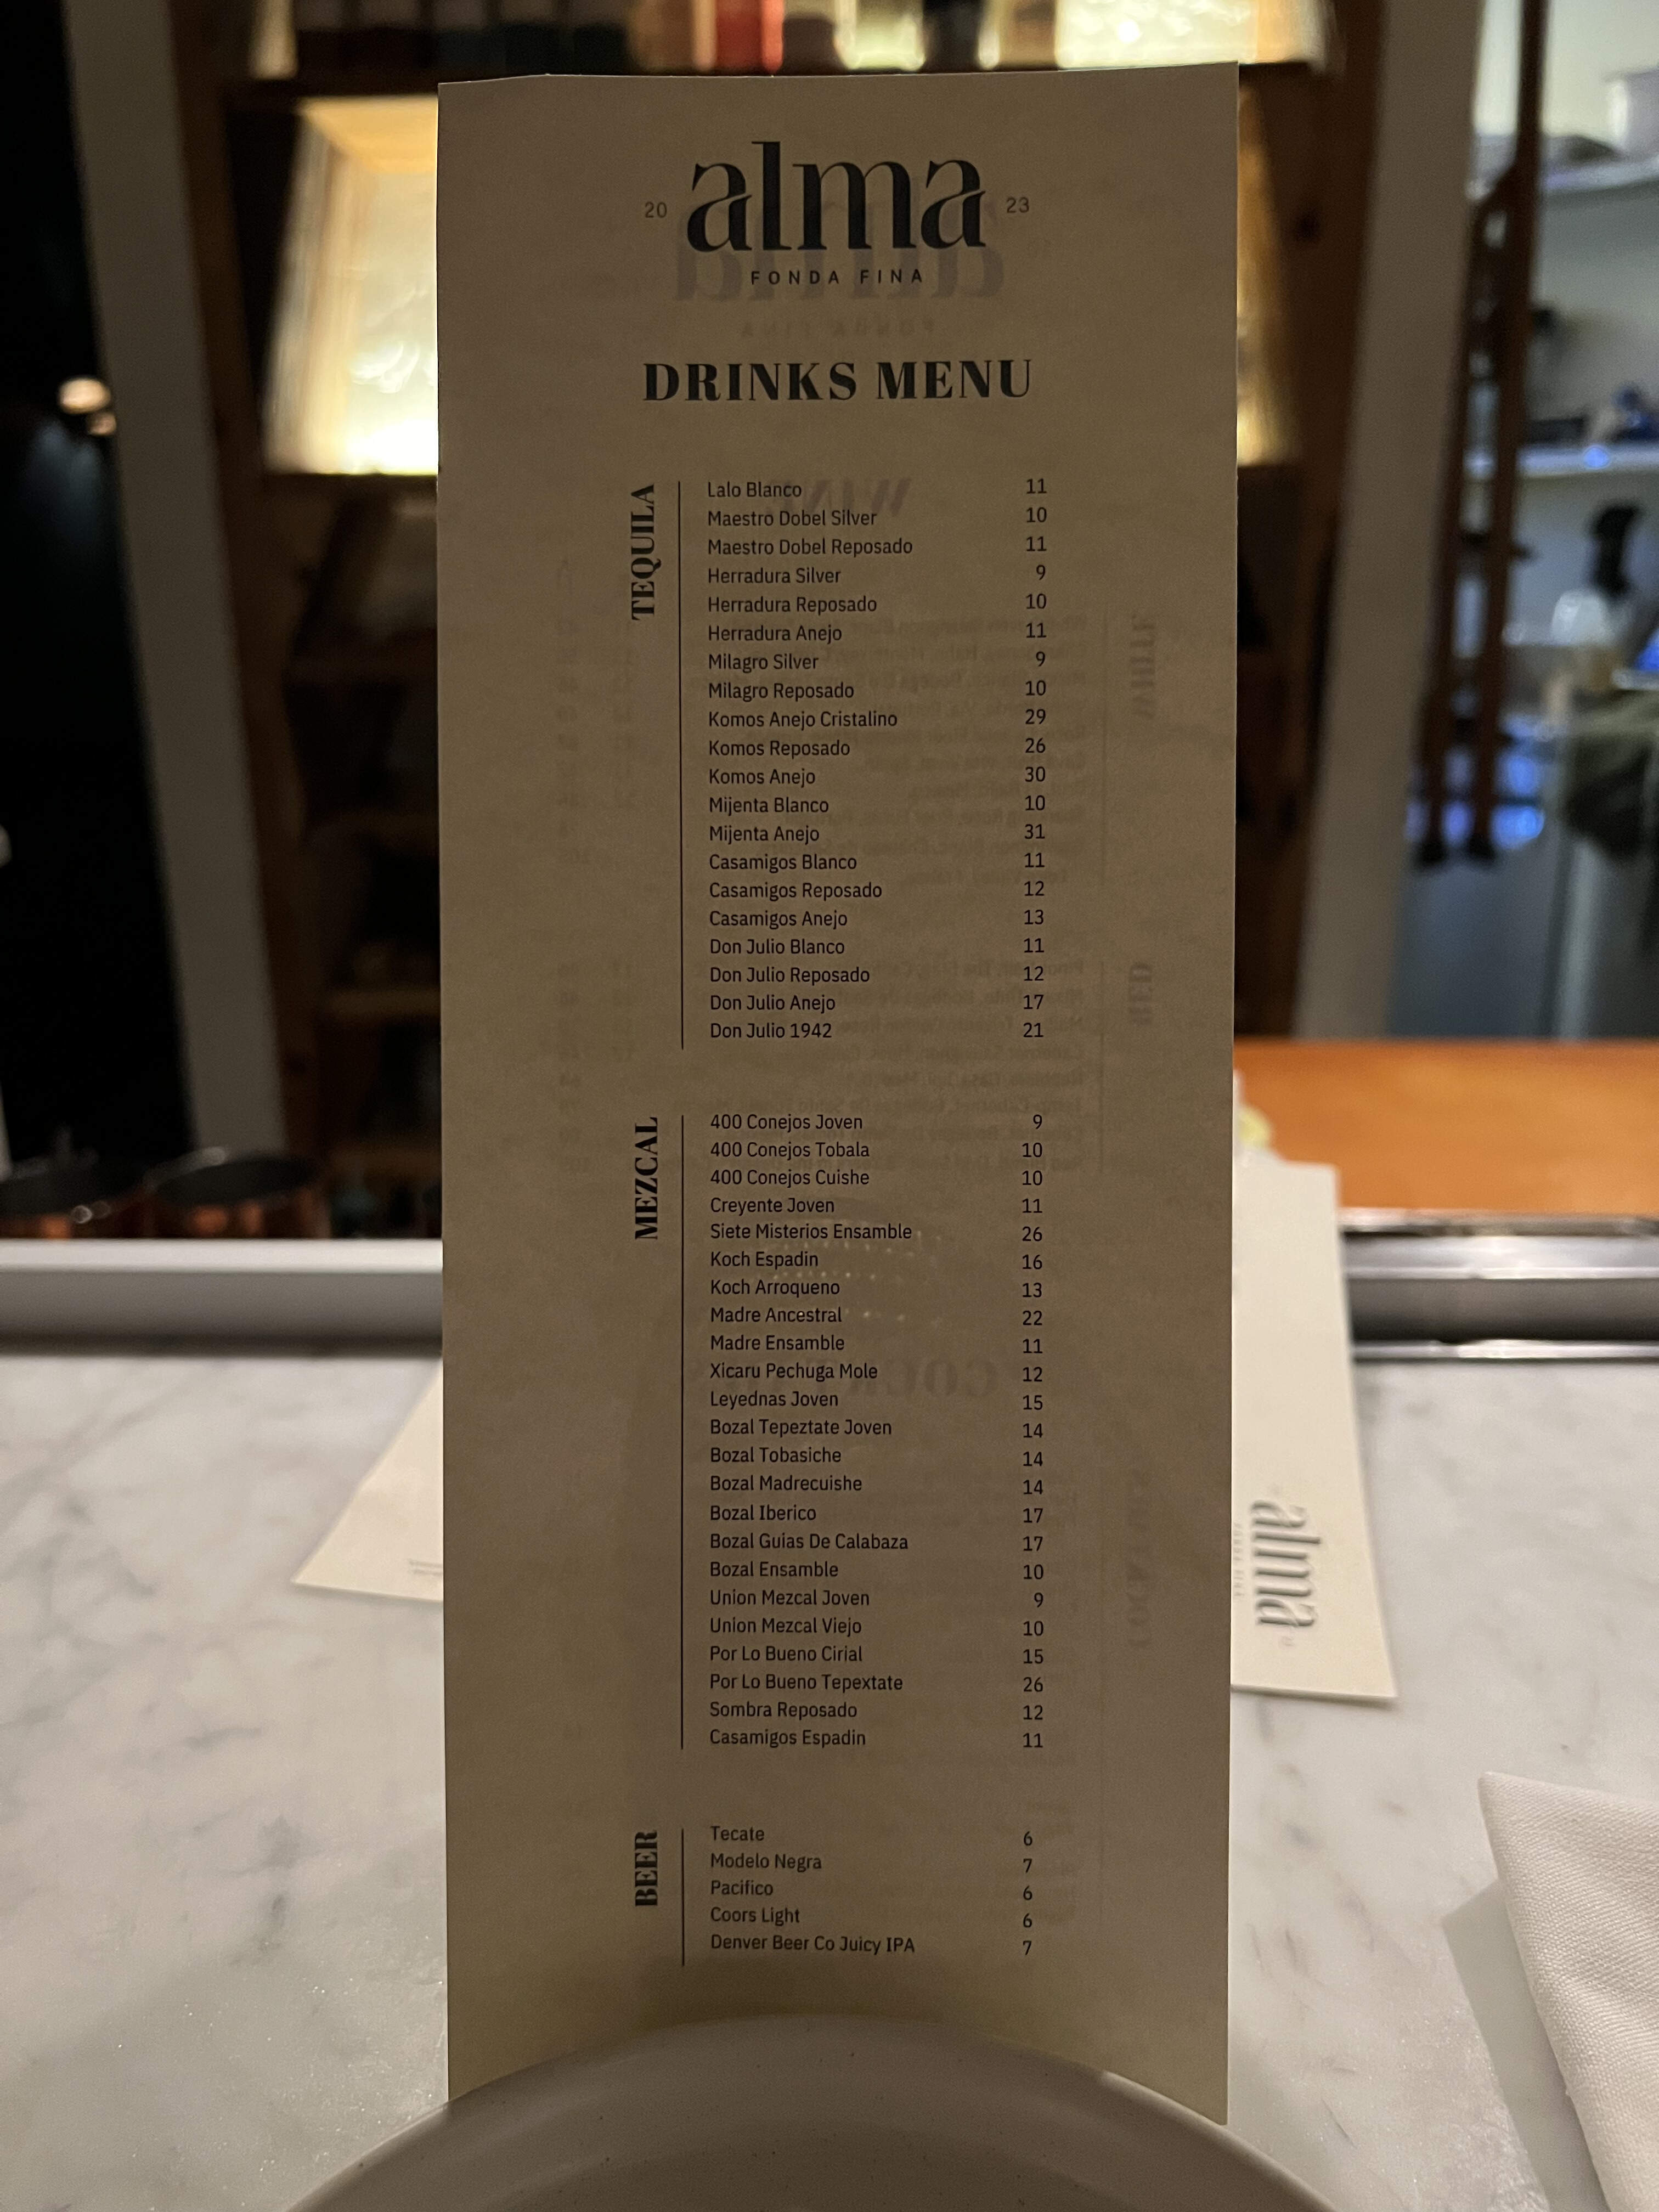 20 alma 23
FONDA FINA
DRINKS MENU
TEQUILA
Lalo Blanco 11
Maestro Dobel Silver 10
Maestro Dobel Reposado 11
Herradura Silver 9
Herradura Reposado 10
Herradura Anejo 11
Milagro Silver 9
Milagro Reposado 10
Komos Anejo Cristalino 29
Komos Reposado 26
Komos Anejo 30
Mijenta Blanco 10
Mijenta Anejo 31
Casamigos Blanco 11
Casamigos Reposado 12
Casamigos Anejo 13
Don Julio Blanco 11
Don Julio Reposado 12
Don Julio Anejo 17
Don Julio 1942 21
MEZCAL
400 Conejos Joven 9
400 Conejos Tobala 10
400 Conejos Cuishe 10
Creyente Joven 11
Siete Misterios Ensamble 26
Koch Espadin 16
Koch Arroqueno 13
Madre Ancestral 22
Madre Ensamble 11
Xicaru Pechuga Mole 12
Leyednas Joven 15
Bozal Tepeztate Joven 14
Bozal Tobasiche 14
Bozal Madrecuishe 14
Bozal Iberico 17
Bozal Guias De Calabaza 17
Bozal Ensamble 10
Union Mezcal Joven 9
Union Mezcal Viejo 10
Por Lo Bueno Cirial 15
Por Lo Bueno Tepextate 26
Sombra Reposado 12
Casamigos Espadin 11
BEER
Tecate 6
Modelo Negra 7
Pacifico 6
Coors Light 6
Denver Beer Co Juicy IPA 7
alma